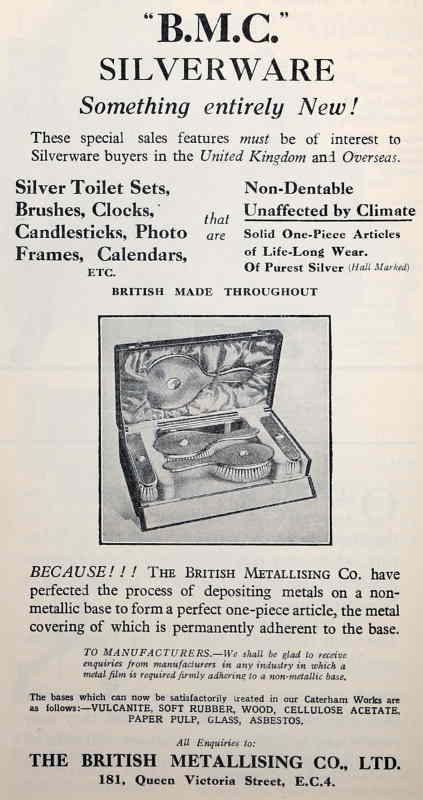 "B.M.C."
SILVERWARE
Something entirely New!
These special sales features must be of interest to
Silverware buyers in the United Kingdom and Overseas.
Silver Toilet Sets,
Brushes, Clocks,
Candlesticks, Photo
Frames, Calendars,
ETC.
that
are
Non-Dentable
Unaffected by Climate
Solid One-Piece Articles
of Life-Long Wear.
Of Purest Silver (Hall Marked)
BRITISH MADE THROUGHOUT
BECAUSE!!! THE BRITISH METALLISING CO. have
perfected the process of depositing metals on a non-
metallic base to form a perfect one-piece article, the metal
covering of which is permanently adherent to the base.
TO MANUFACTURERS.—We shall be glad to receive
enquiries from manufacturers in any industry in which a
metal film is required firmly adhering to a non-metallic base.
The bases which can now be satisfactorily treated in our Caterham Works are
as follows:—VULCANITE, SOFT RUBBER, WOOD, CELLULOSE ACETATE,
PAPER PULP, GLASS, ASBESTOS.
All Enquiries to:
THE BRITISH METALLISING CO., LTD.
181, Queen Victoria Street, E.C.4.